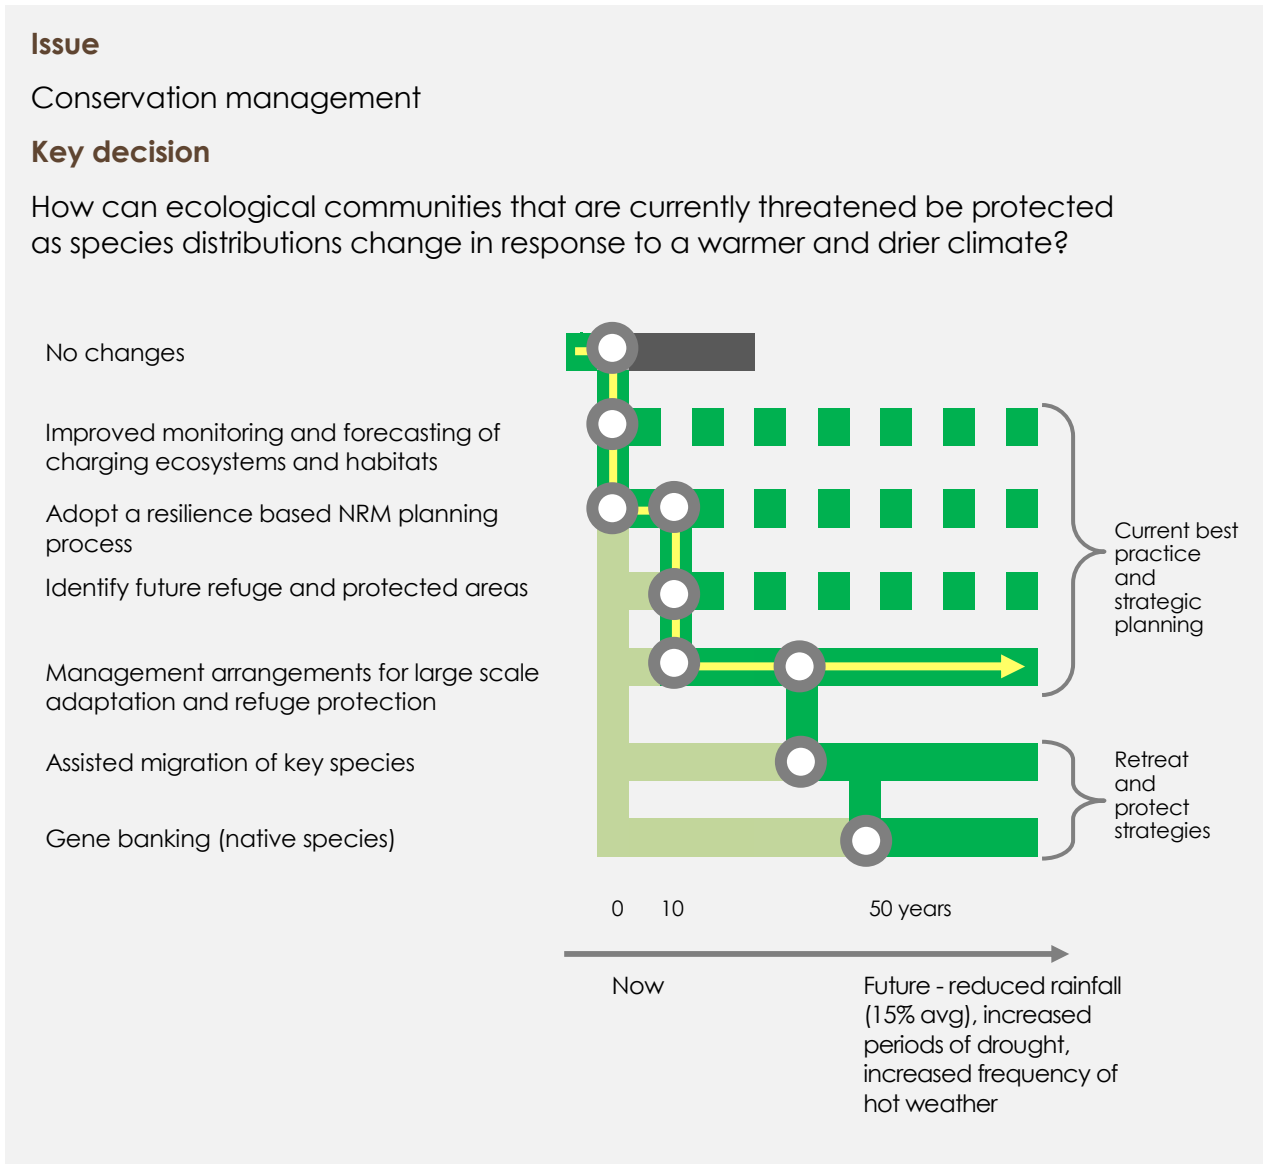 Issue
Conservation management
Key decision
How can ecological communities that are currently threatened be protected
as species distributions change in response to a warmer and drier climate?
No changes
Improved monitoring and forecasting of
charging ecosystems and habitats
Adopt a resilience based NRM planning
process
Identify future refuge and protected areas
Management arrangements for large scale
adaptation and refuge protection
Assisted migration of key species
Gene banking (native species)
Current best
practice
and
strategic
planning
Retreat
and
protect
strategies
0 10 50 years
Now
Future - reduced rainfall
(15% avg), increased
periods of drought,
increased frequency of
hot weather